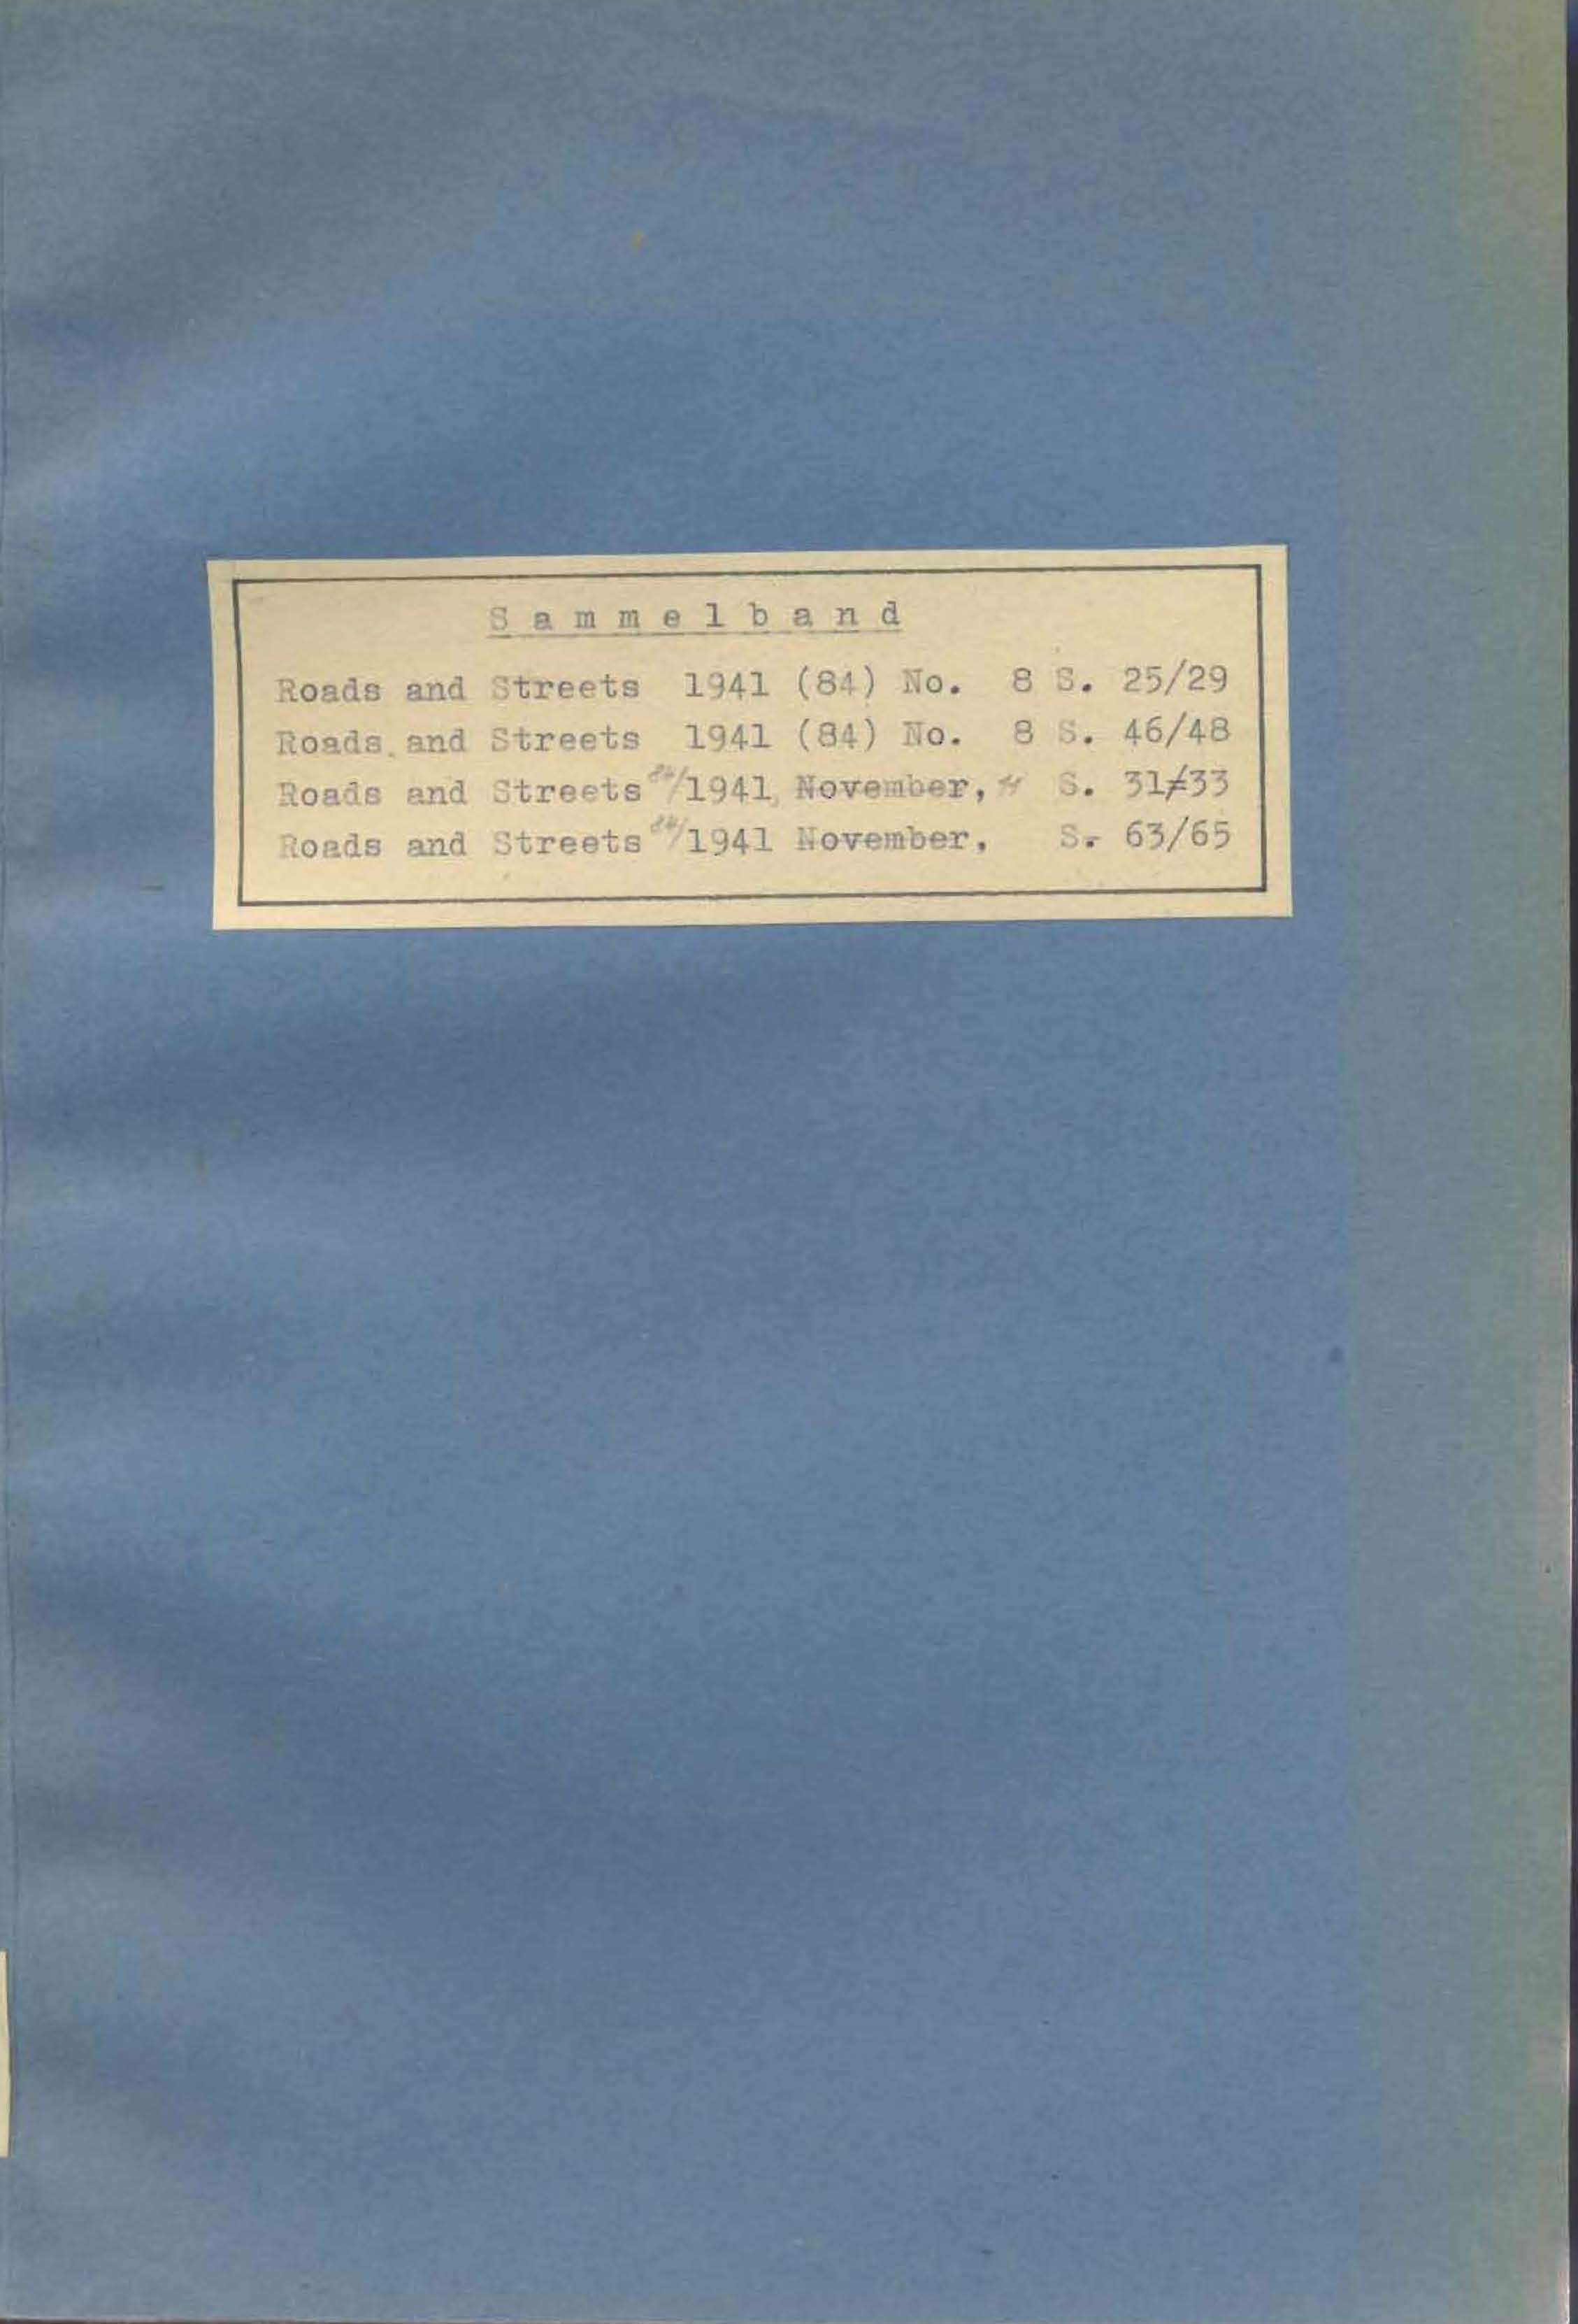 Sammelband
Roads and Streets 1941 (84) No. 8 S. 25/29
Roads and Streets 1941 (84) No. 8 S. 46/48
Roads and Streets 84/1941, November, 11 S. 31/33
Roads and Streets 84/1941 November, S. 63/65